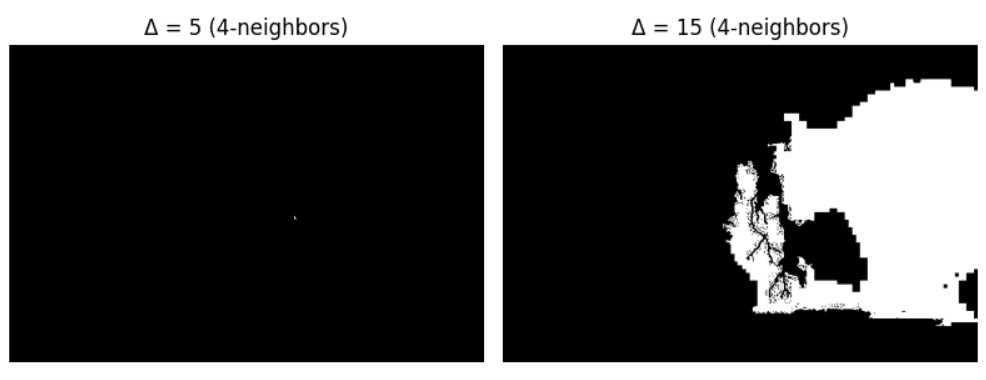 Δ = 5 (4-neighbors)
Δ = 15 (4-neighbors)